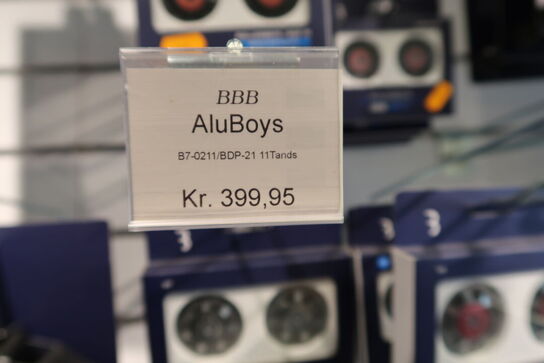 BBB
AluBoys
B7-0211/BDP-21 11Tands
Kr. 399,95